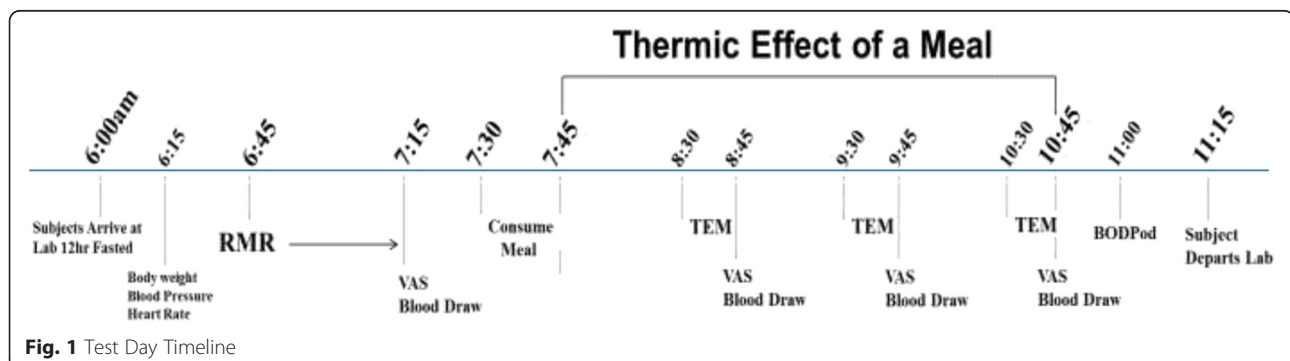 Thermic Effect of a Meal
6:00am
6:15
6:45
7:15
7:30
7:45
8:30
8:45
9:30
9:45
10:30
10:45
11:00
11:15
Subjects Arrive at
Lab 12hr Fasted
Body weight
Blood Pressure
Heart Rate
RMR
VAS
Blood Draw
Consume
Meal
TEM
VAS
Blood Draw
TEM
VAS
Blood Draw
TEM
VAS
Blood Draw
BODPod
Subject
Departs Lab
Fig. 1 Test Day Timeline